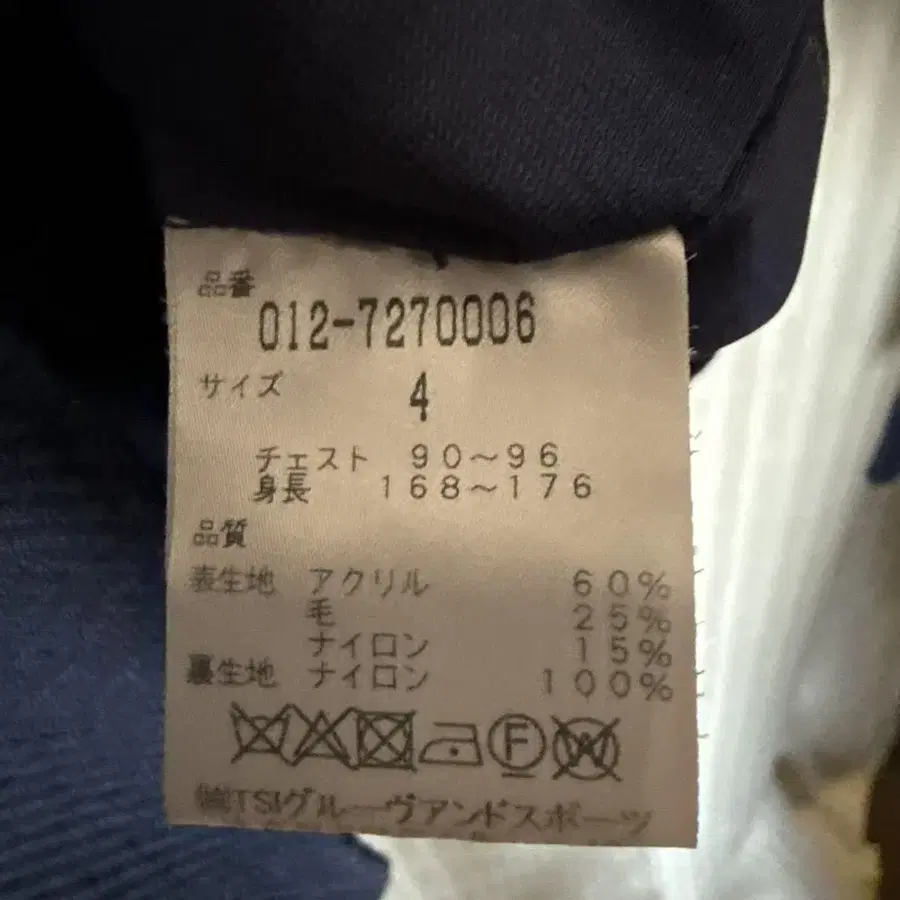 品番
012-7270006
サイズ 4
チェスト 90~96
身長 168~176
品質
表生地 アクリル 60%
毛 25%
ナイロン 15%
裏生地 ナイロン 100%
F W
㈱TSIグルーヴアンドスポーツ